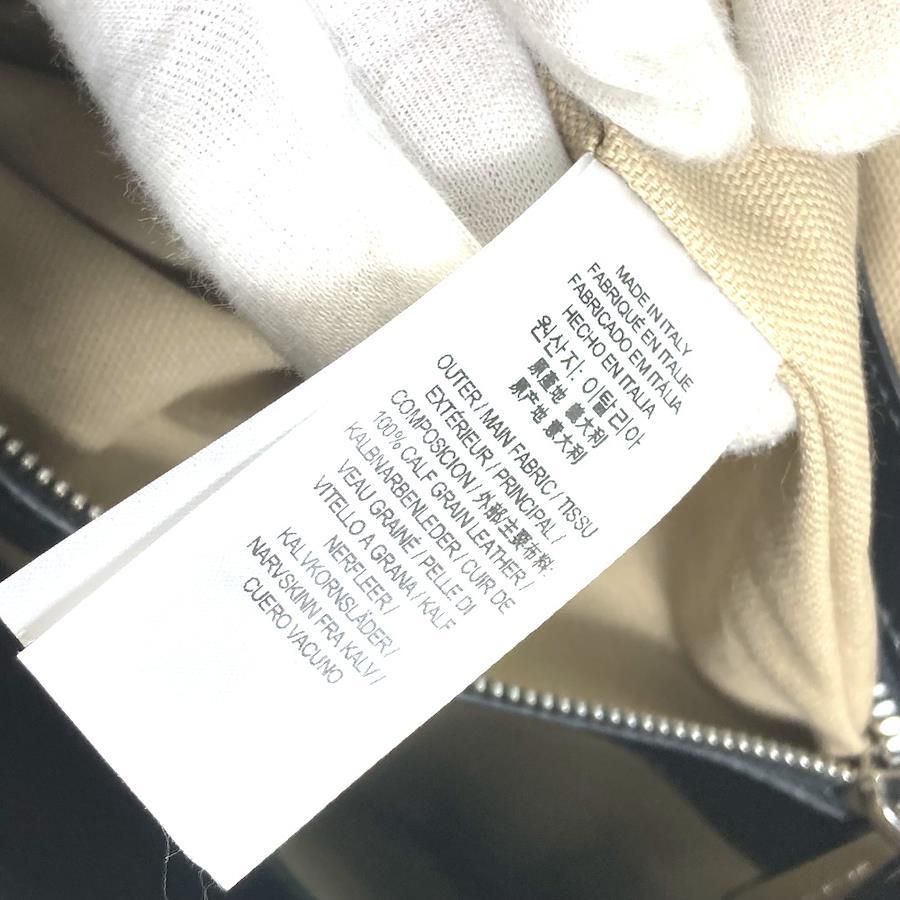 MADE IN ITALY
FABRIQUÉ EN ITALIE
FABRICADO EM ITÁLIA
HECHO EN ITALIA
원산지: 이탈리아
原產地 意大利
原产地 意大利
OUTER / MAIN FABRIC / TISSU
EXTÉRIEUR / PRINCIPAL /
COMPOSICION / 外部主要布料:
100% CALF GRAIN LEATHER /
KALBNARBENLEDER / CUIR DE
VEAU GRAINÉ / PELLE DI
VITELLO A GRANA / KALF
NERFLEER /
KALVKORNSLÄDER /
NARVSKINN FRA KALV /
CUERO VACUNO